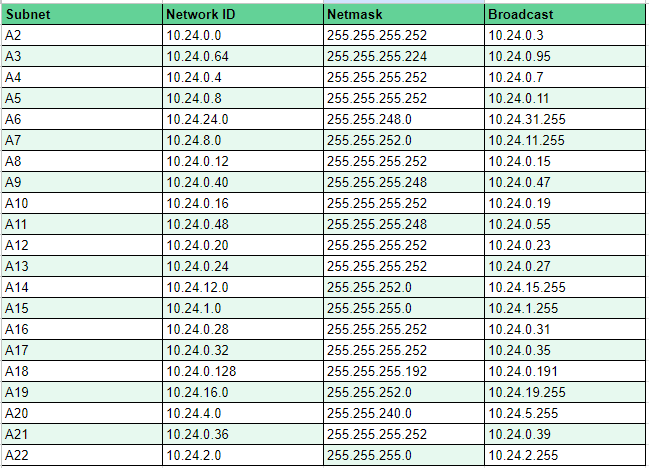 Subnet Network ID Netmask Broadcast
A2 10.24.0.0 255.255.255.252 10.24.0.3
A3 10.24.0.64 255.255.255.224 10.24.0.95
A4 10.24.0.4 255.255.255.252 10.24.0.7
A5 10.24.0.8 255.255.255.252 10.24.0.11
A6 10.24.24.0 255.255.248.0 10.24.31.255
A7 10.24.8.0 255.255.252.0 10.24.11.255
A8 10.24.0.12 255.255.255.252 10.24.0.15
A9 10.24.0.40 255.255.255.248 10.24.0.47
A10 10.24.0.16 255.255.255.252 10.24.0.19
A11 10.24.0.48 255.255.255.248 10.24.0.55
A12 10.24.0.20 255.255.255.252 10.24.0.23
A13 10.24.0.24 255.255.255.252 10.24.0.27
A14 10.24.12.0 255.255.252.0 10.24.15.255
A15 10.24.1.0 255.255.255.0 10.24.1.255
A16 10.24.0.28 255.255.255.252 10.24.0.31
A17 10.24.0.32 255.255.255.252 10.24.0.35
A18 10.24.0.128 255.255.255.192 10.24.0.191
A19 10.24.16.0 255.255.252.0 10.24.19.255
A20 10.24.4.0 255.255.240.0 10.24.5.255
A21 10.24.0.36 255.255.255.252 10.24.0.39
A22 10.24.2.0 255.255.255.0 10.24.2.255